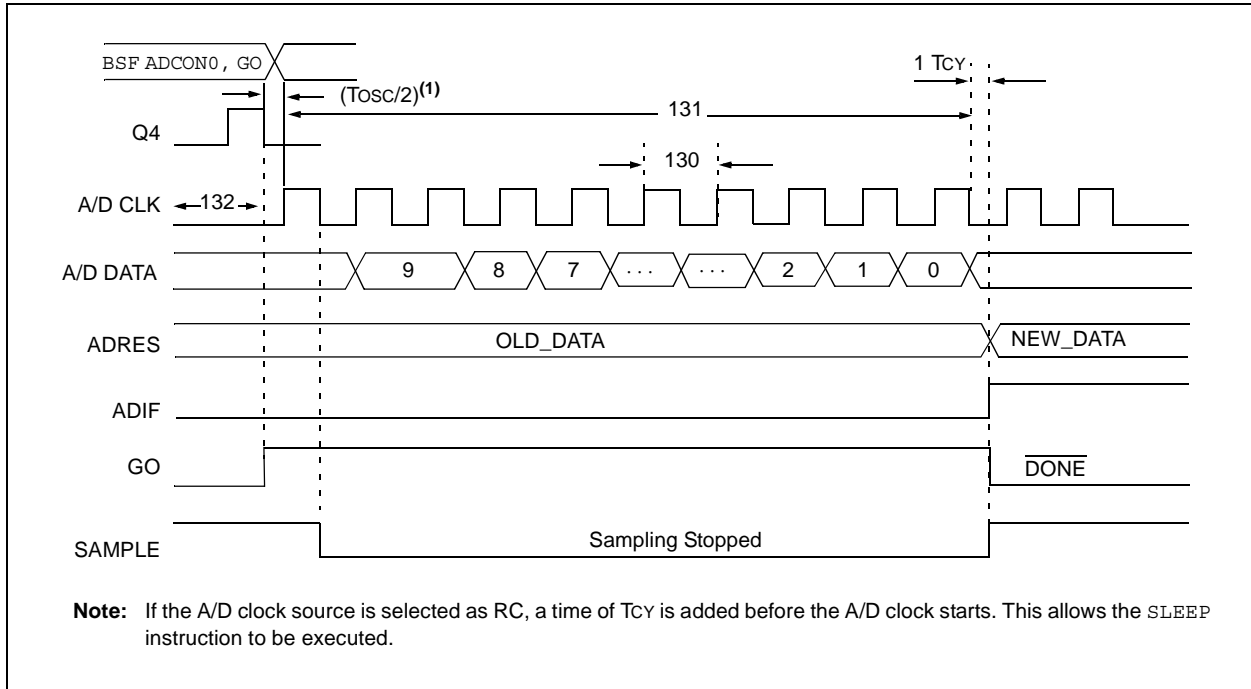 BSF ADCON0, GO
1 TCY
(TOSC/2)(1)
131
Q4
130
A/D CLK
132
A/D DATA
9 8 7 . . . . . . 2 1 0
ADRES
OLD_DATA
NEW_DATA
ADIF
GO
DONE
SAMPLE
Sampling Stopped
Note: If the A/D clock source is selected as RC, a time of TCY is added before the A/D clock starts. This allows the SLEEP
instruction to be executed.